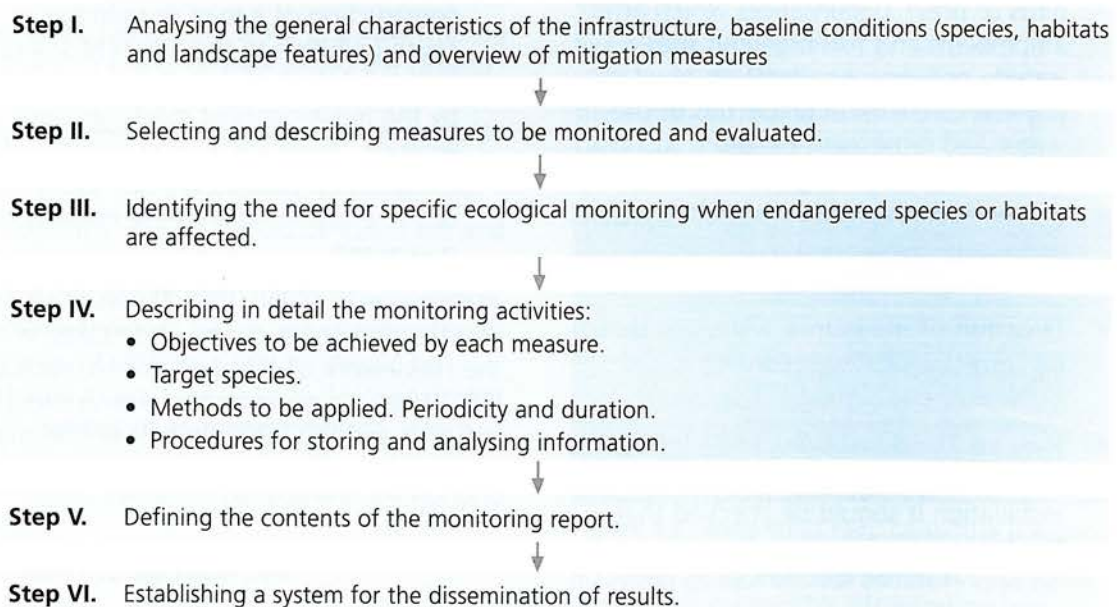 Step I. Analysing the general characteristics of the infrastructure, baseline conditions (species, habitats
and landscape features) and overview of mitigation measures
Step II. Selecting and describing measures to be monitored and evaluated.
Step III. Identifying the need for specific ecological monitoring when endangered species or habitats
are affected.
Step IV. Describing in detail the monitoring activities:
• Objectives to be achieved by each measure.
• Target species.
• Methods to be applied. Periodicity and duration.
• Procedures for storing and analysing information.
Step V. Defining the contents of the monitoring report.
Step VI. Establishing a system for the dissemination of results.